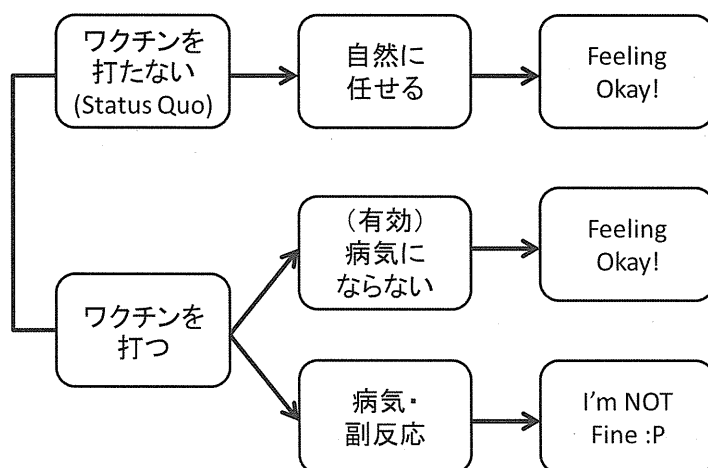 ワクチンを
打たない
(Status Quo)
自然に
任せる
Feeling
Okay!
ワクチンを
打つ
（有効）
病気に
ならない
Feeling
Okay!
病気・
副反応
I'm NOT
Fine :P